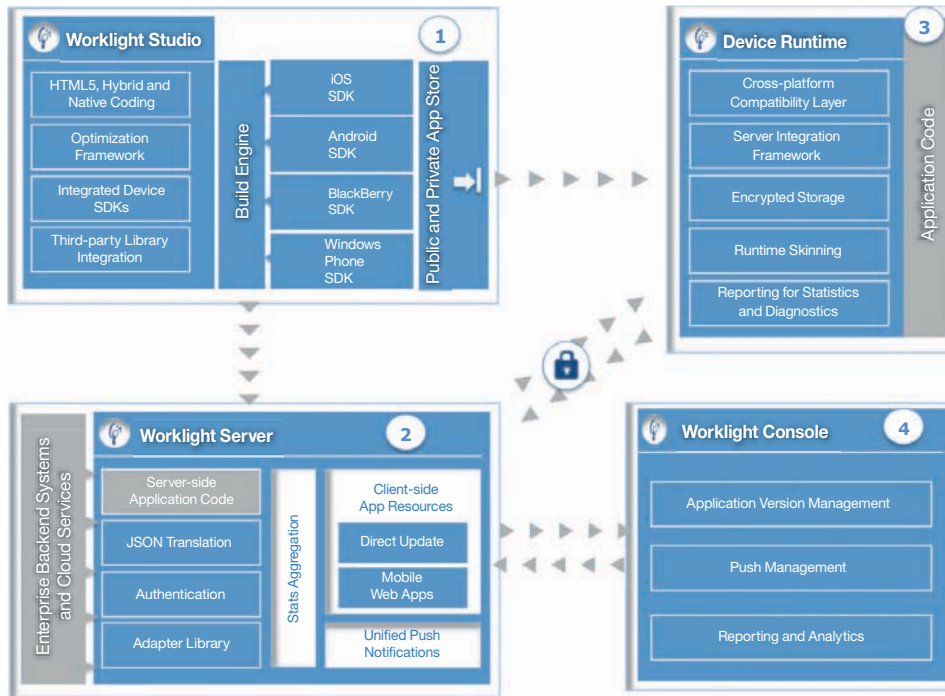 Worklight Studio
1
HTML5, Hybrid and
Native Coding
Optimization
Framework
Integrated Device
SDKs
Third-party Library
Integration
Build Engine
iOS
SDK
Android
SDK
BlackBerry
SDK
Windows
Phone
SDK
Public and Private App Store
3
Device Runtime
Cross-platform
Compatibility Layer
Server Integration
Framework
Encrypted Storage
Runtime Skinning
Reporting for Statistics
and Diagnostics
Application Code
Enterprise Backend Systems
and Cloud Services
Worklight Server
2
Server-side
Application Code
JSON Translation
Authentication
Adapter Library
Stats Aggregation
Client-side
App Resources
Direct Update
Mobile
Web Apps
Unified Push
Notifications
Worklight Console
4
Application Version Management
Push Management
Reporting and Analytics